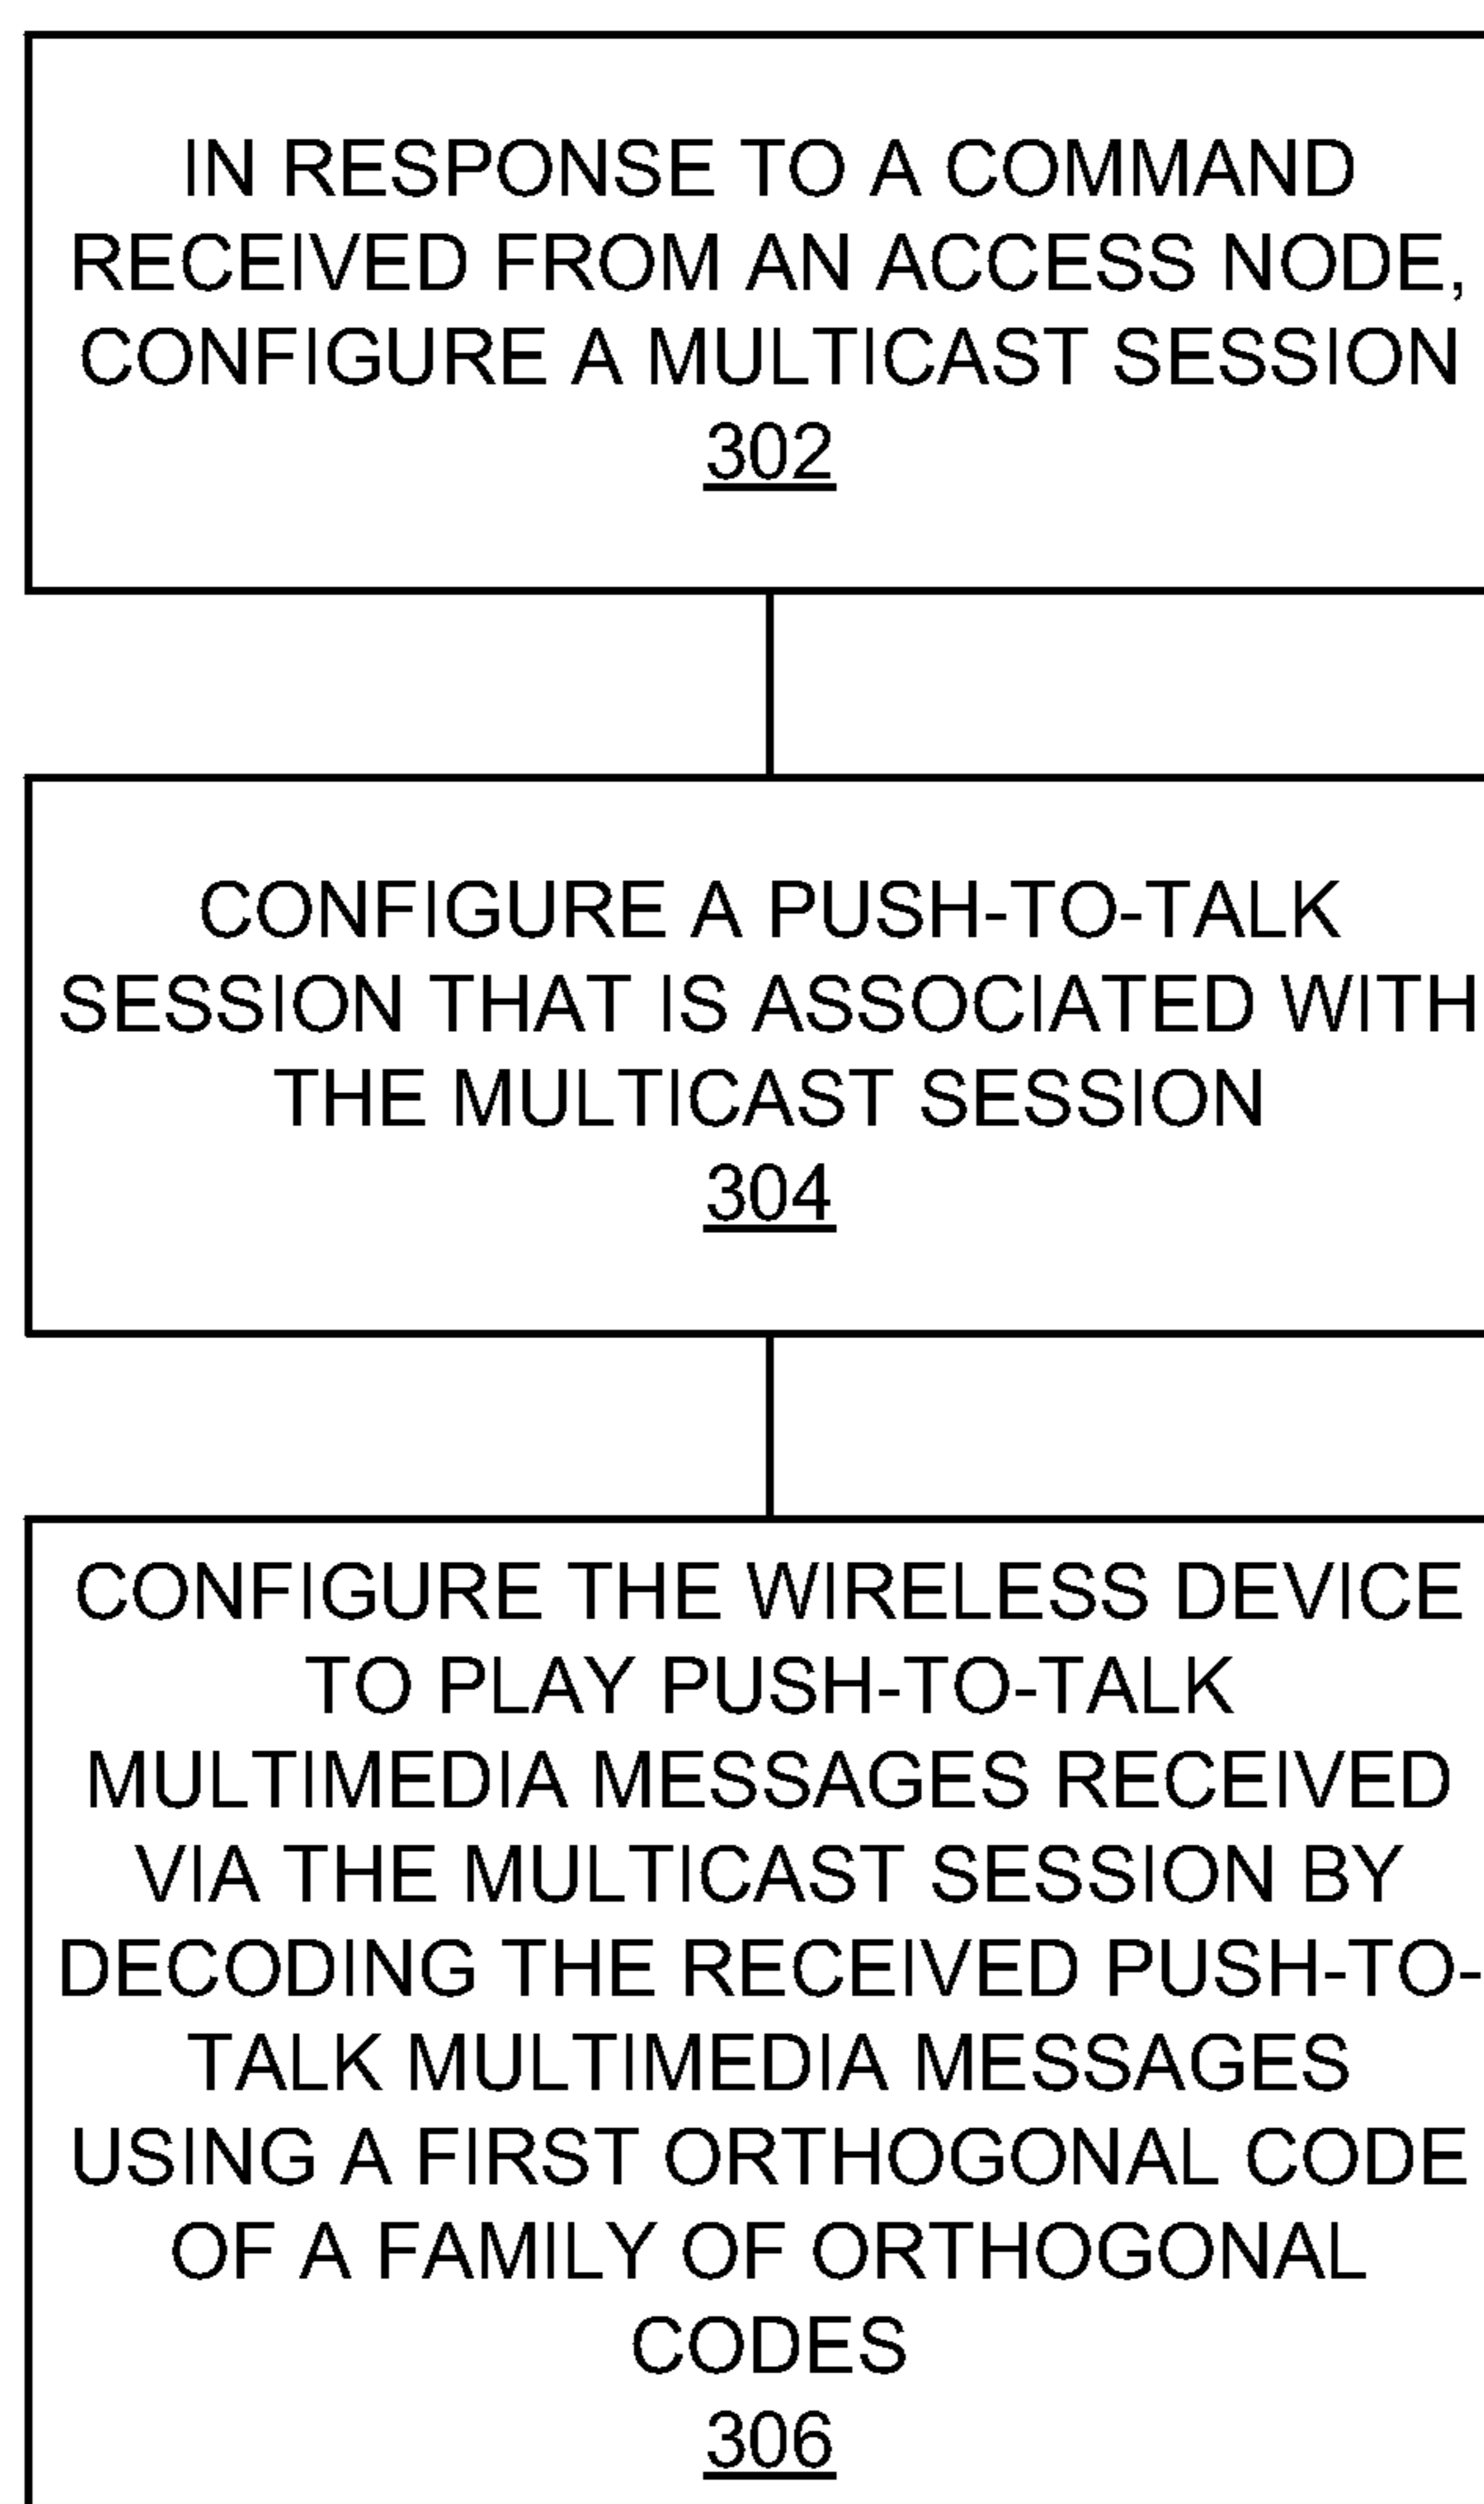 IN RESPONSE TO A COMMAND
RECEIVED FROM AN ACCESS NODE,
CONFIGURE A MULTICAST SESSION
302
CONFIGURE A PUSH-TO-TALK
SESSION THAT IS ASSOCIATED WITH
THE MULTICAST SESSION
304
CONFIGURE THE WIRELESS DEVICE
TO PLAY PUSH-TO-TALK
MULTIMEDIA MESSAGES RECEIVED
VIA THE MULTICAST SESSION BY
DECODING THE RECEIVED PUSH-TO-
TALK MULTIMEDIA MESSAGES
USING A FIRST ORTHOGONAL CODE
OF A FAMILY OF ORTHOGONAL
CODES
306